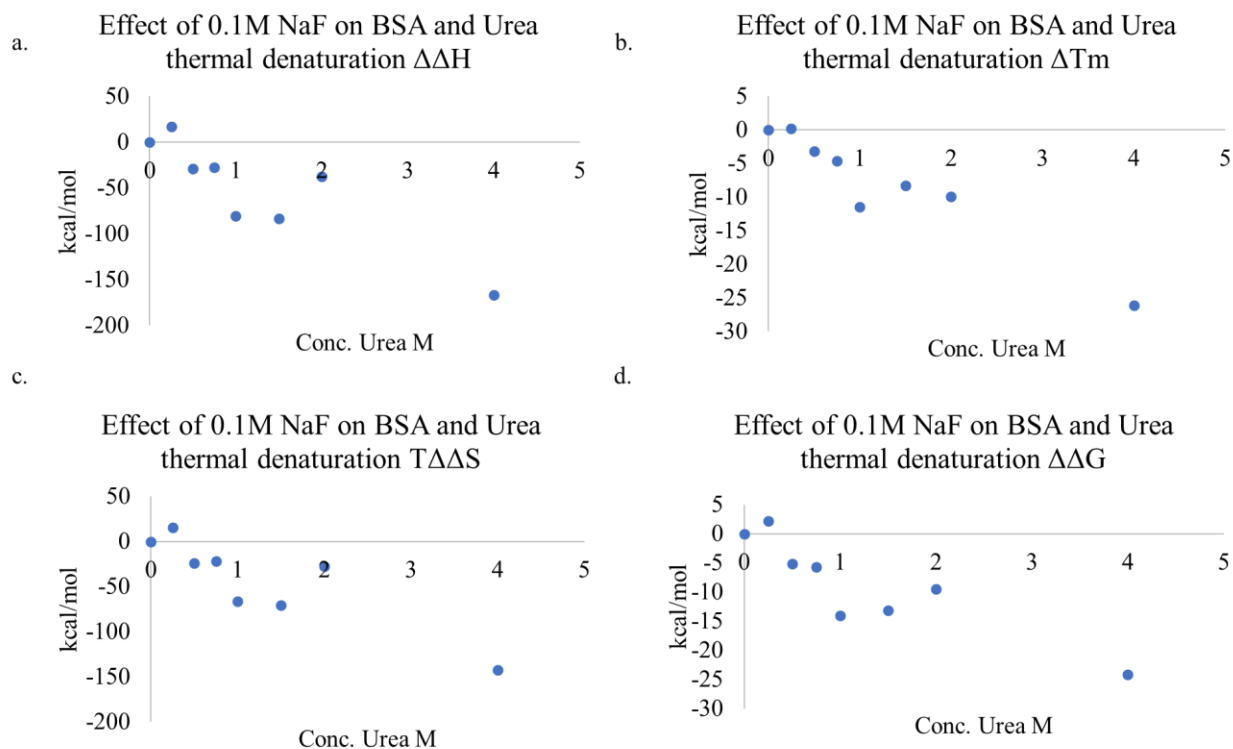 a.
Effect of 0.1M NaF on BSA and Urea
thermal denaturation ΔΔH
kcal/mol
50
0
-50
-100
-150
-200
0 1 2 3 4 5
Conc. Urea M
b.
Effect of 0.1M NaF on BSA and Urea
thermal denaturation ΔTm
kcal/mol
5
0
-5
-10
-15
-20
-25
-30
0 1 2 3 4 5
Conc. Urea M
c.
Effect of 0.1M NaF on BSA and Urea
thermal denaturation TΔΔS
kcal/mol
50
0
-50
-100
-150
-200
0 1 2 3 4 5
Conc. Urea M
d.
Effect of 0.1M NaF on BSA and Urea
thermal denaturation ΔΔG
kcal/mol
5
0
-5
-10
-15
-20
-25
-30
0 1 2 3 4 5
Conc. Urea M